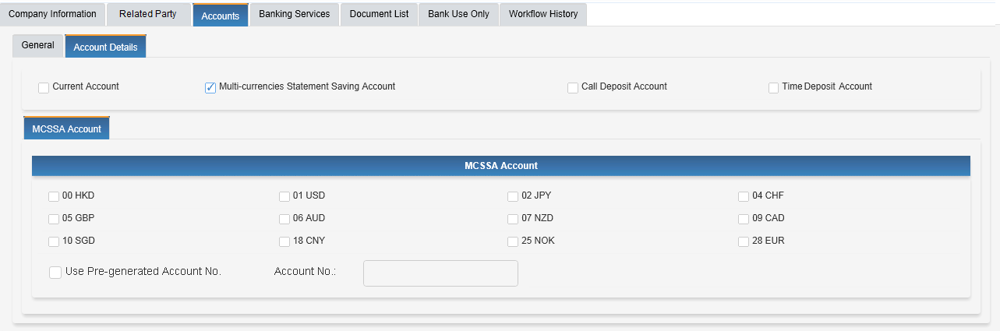 Company Information Related Party Accounts Banking Services Document List Bank Use Only Workflow History
General Account Details
Current Account Multi-currencies Statement Saving Account Call Deposit Account Time Deposit Account
MCSSA Account
MCSSA Account
00 HKD 01 USD 02 JPY 04 CHF
05 GBP 06 AUD 07 NZD 09 CAD
10 SGD 18 CNY 25 NOK 28 EUR
Use Pre-generated Account No. Account No.: